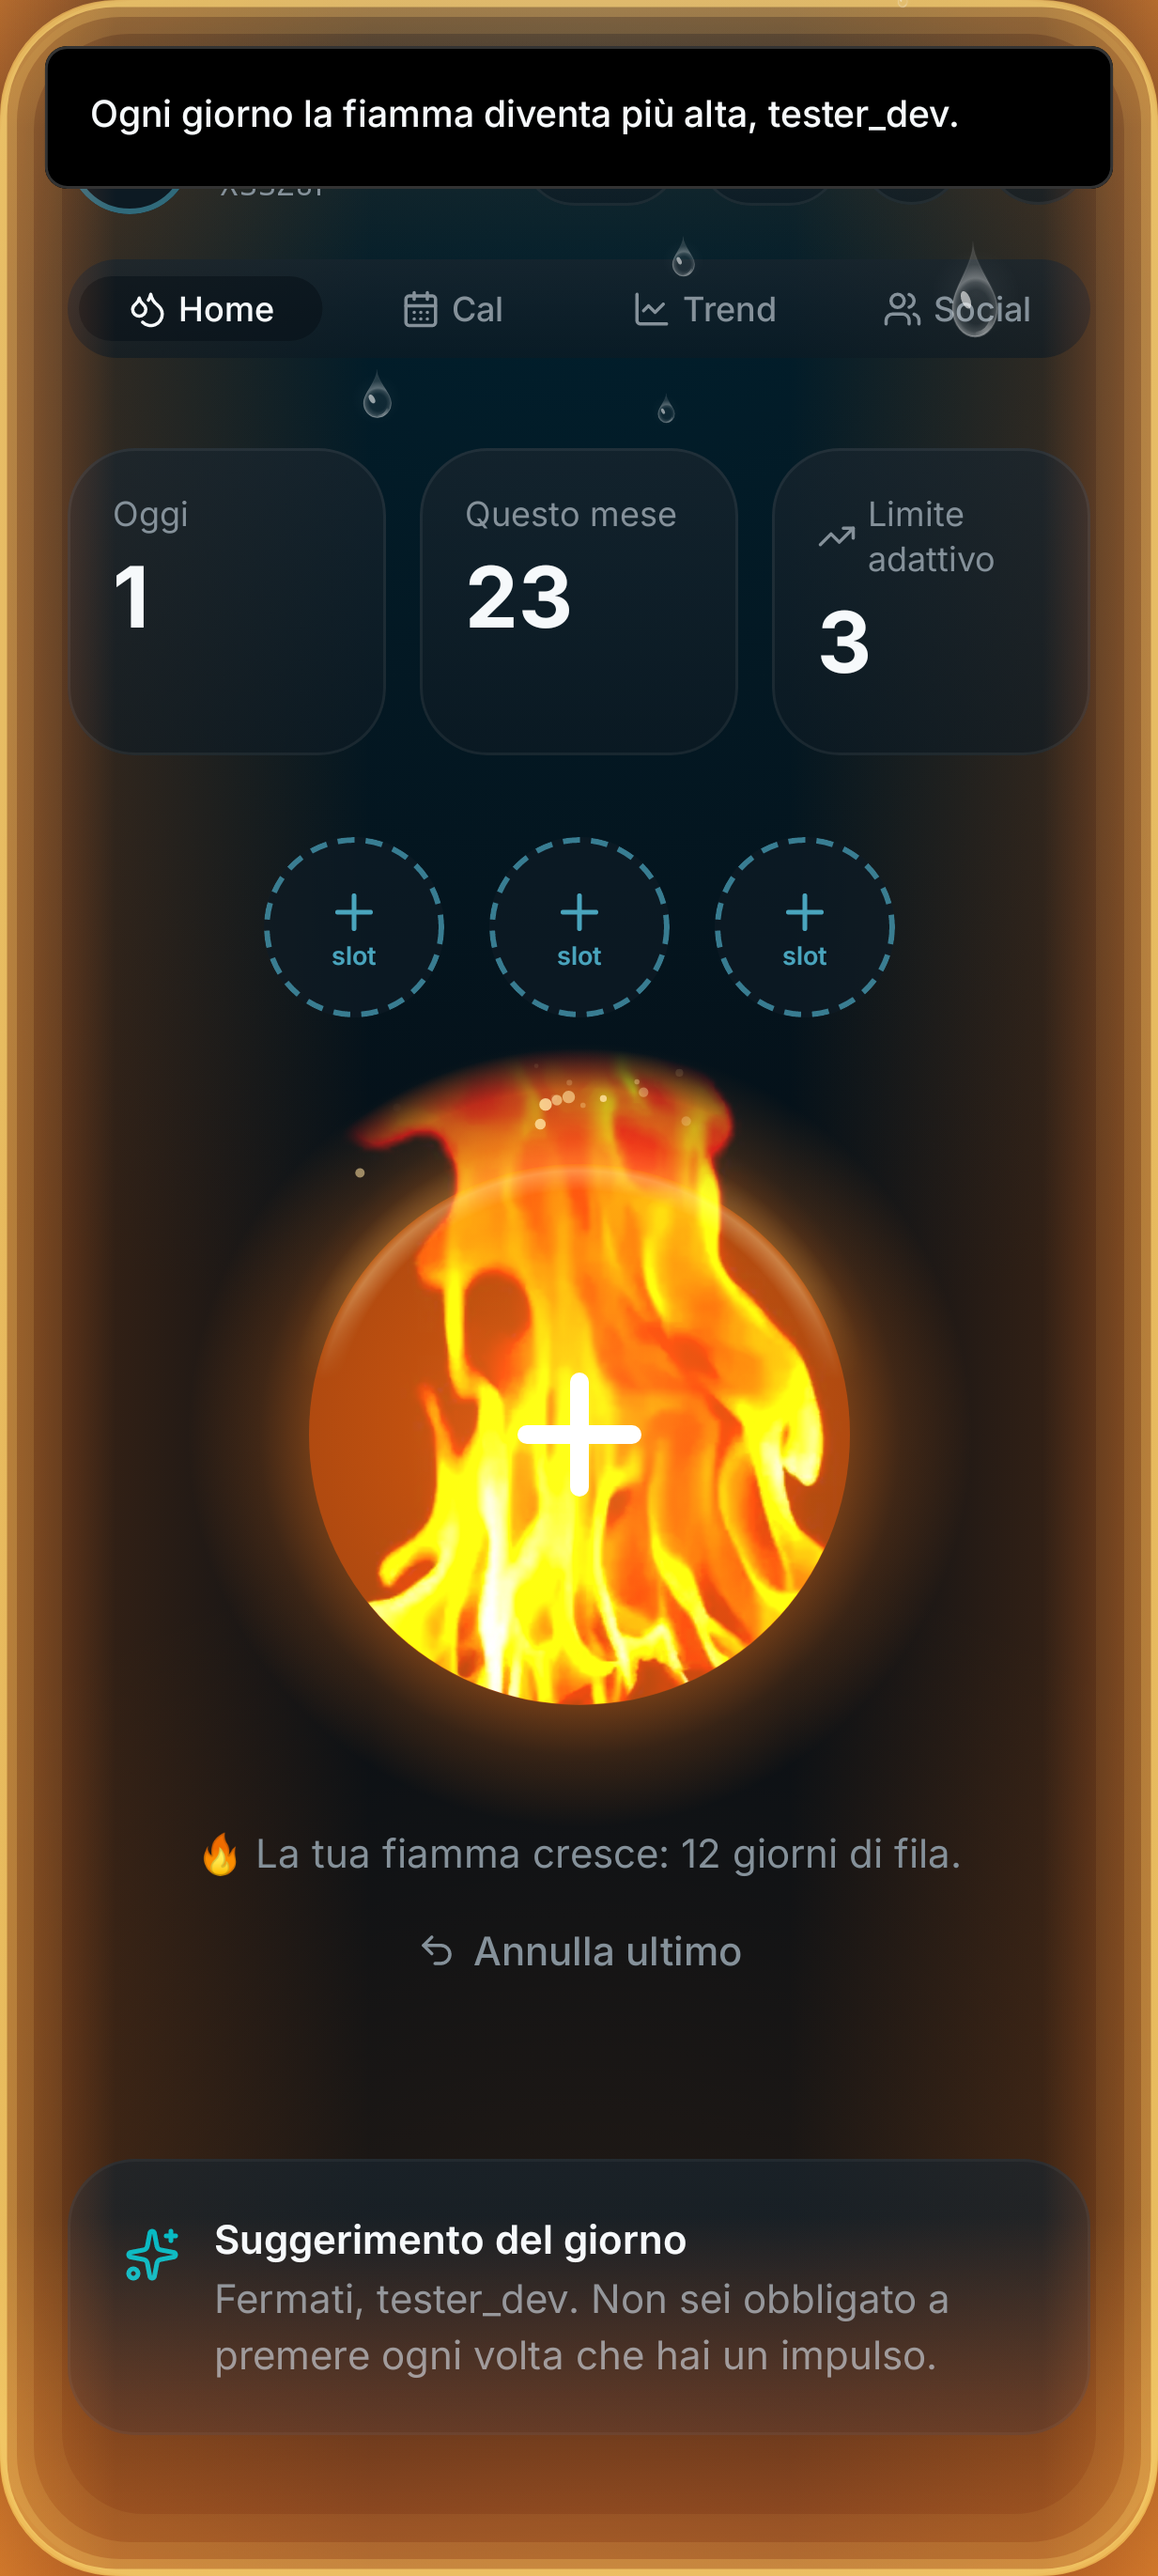 Ogni giorno la fiamma diventa più alta, tester_dev.
Home
Cal
Trend
Social
Oggi
1
Questo mese
23
Limite
adattivo
3
slot
slot
slot
🔥 La tua fiamma cresce: 12 giorni di fila.
Annulla ultimo
Suggerimento del giorno
Fermati, tester_dev. Non sei obbligato a
premere ogni volta che hai un impulso.